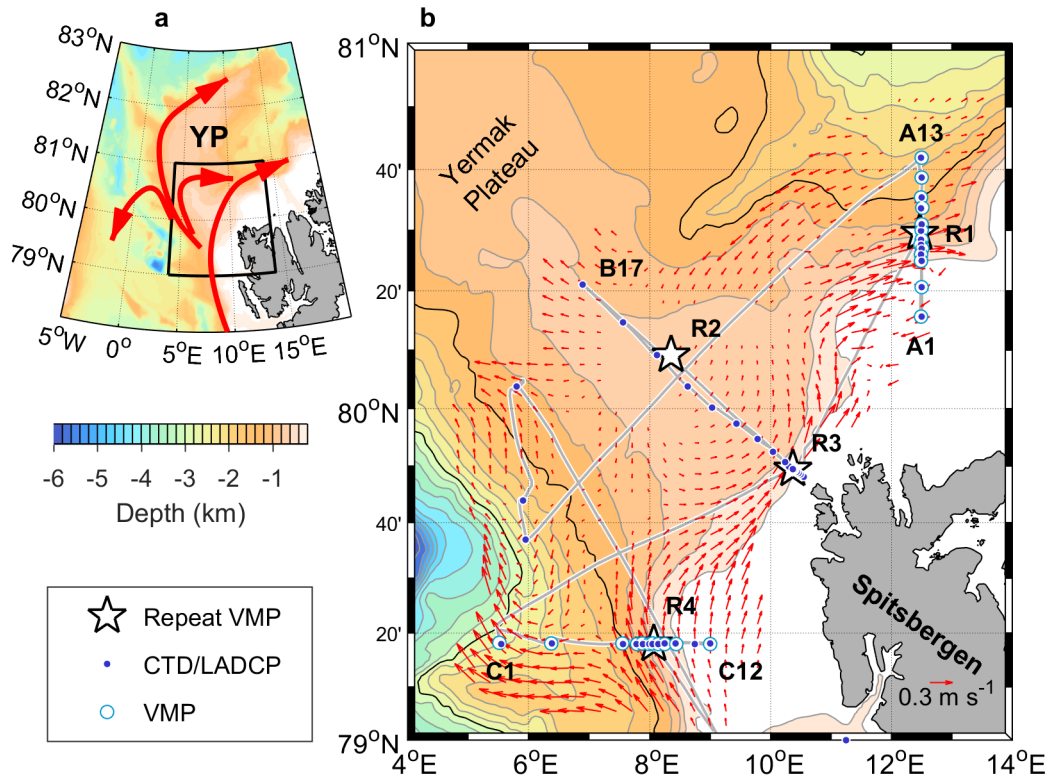 a
83°N
82°N
81°N
80°N
79°N
5°W
0°
5°E
10°E
15°E
YP
-6 -5 -4 -3 -2 -1
Depth (km)
Repeat VMP
CTD/LADCP
VMP
b
81°N
40'
20'
80°N
40'
20'
79°N
4°E
6°E
8°E
10°E
12°E
14°E
Yermak
Plateau
A13
R1
A1
B17
R2
R3
R4
C1
C12
Spitsbergen
0.3 m s⁻¹